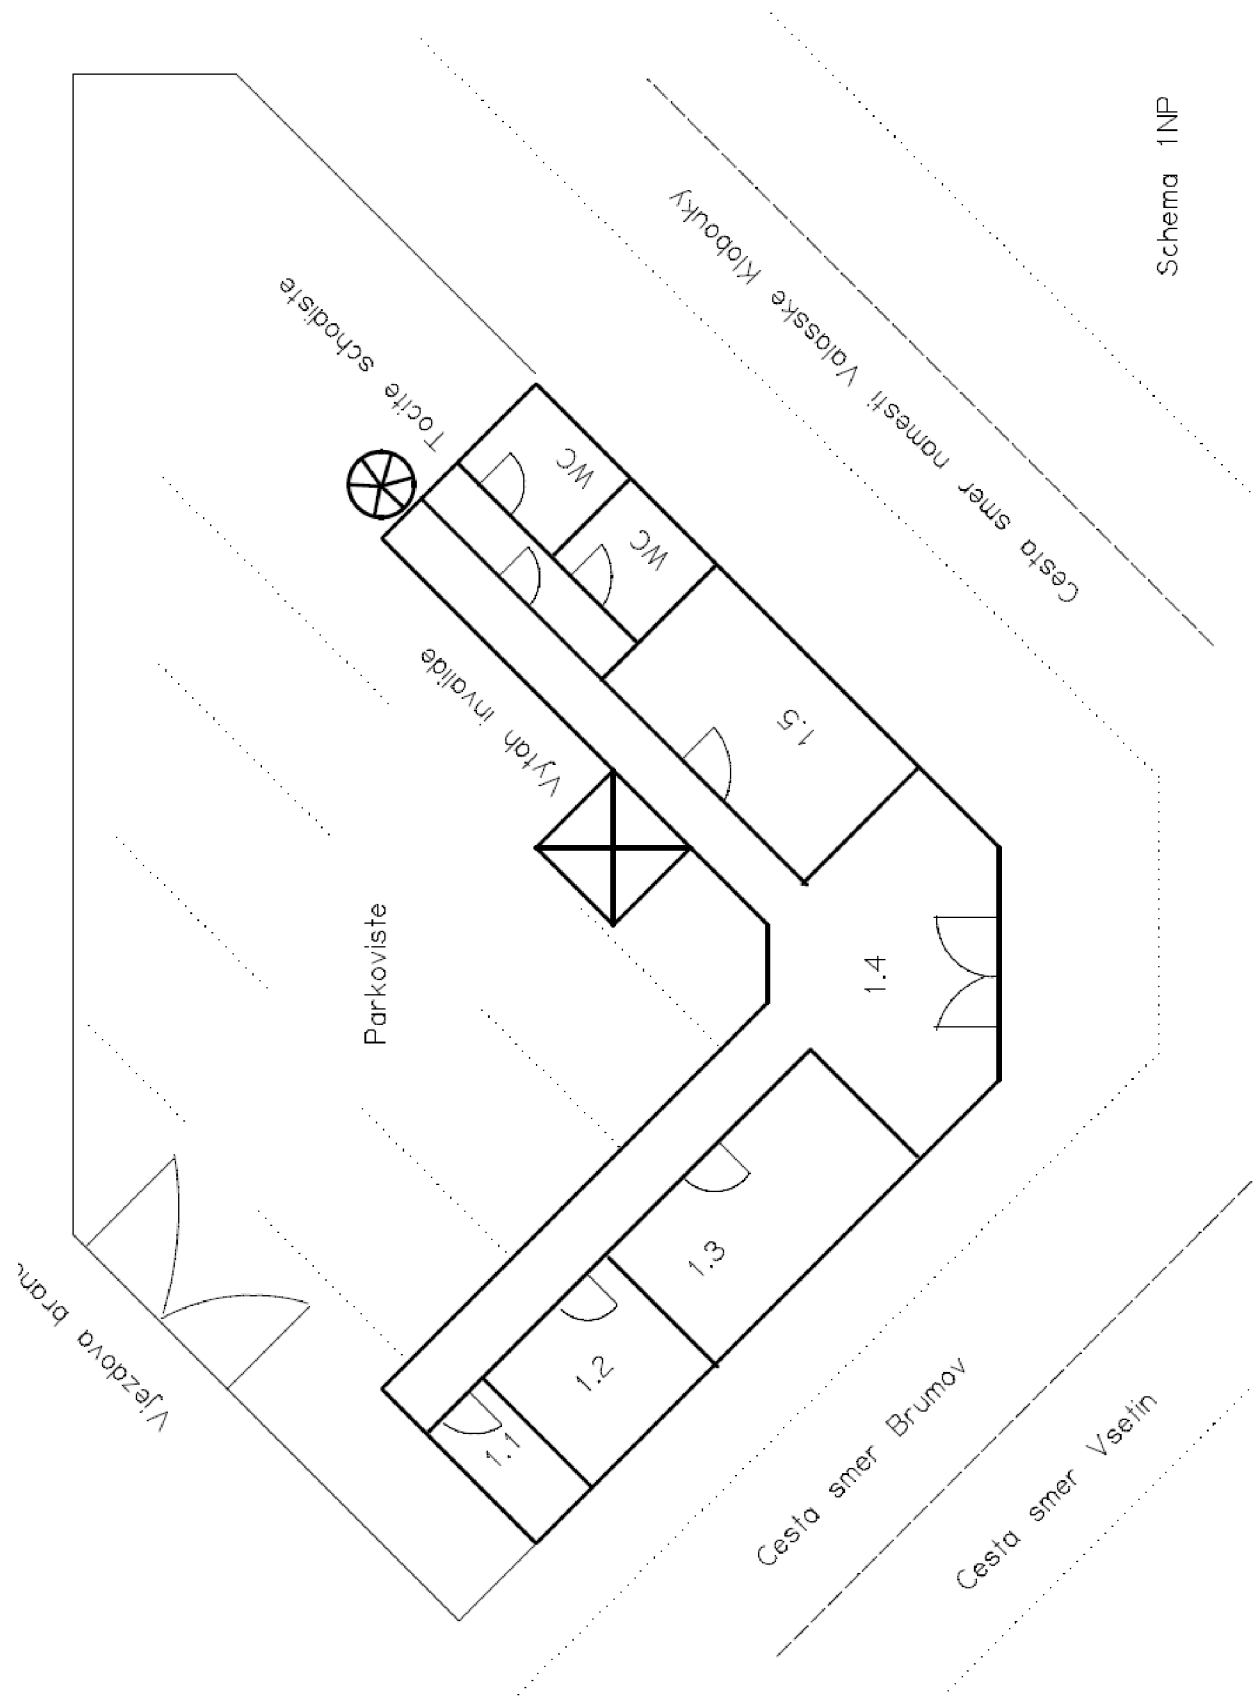 Schema 1NP
Cesta smer namesti Valasske Klobouky
Tocite schodiste
WC
WC
Vytah invalide
1.5
Parkoviste
1.4
1.3
1.2
1.1
Vjezdova
Cesta smer Brumov
Cesta smer Vsetin